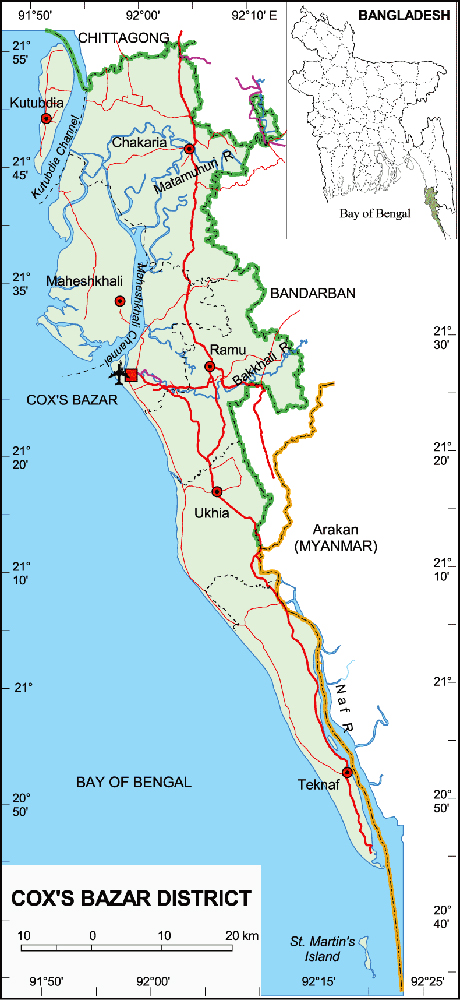 91°50' 92°00' 92°10' E
BANGLADESH
CHITTAGONG
21°
55'
Kutubdia
Kutubdia Channel
Chakaria
Matamuhuri R.
21°
45'
Bay of Bengal
21°
35'
Maheshkhali
Maheshkhali Channel
BANDARBAN
21°
30'
Ramu
Bakkhali R.
COX'S BAZAR
21°
20'
21°
20'
Ukhia
Arakan
(MYANMAR)
21°
10'
21°
10'
21°
21°
Naf R.
BAY OF BENGAL
Teknaf
20°
50'
20°
50'
COX'S BAZAR DISTRICT
10 0 10 20 km
20°
40'
St. Martin's
Island
91°50' 92°00' 92°15' 92°25'